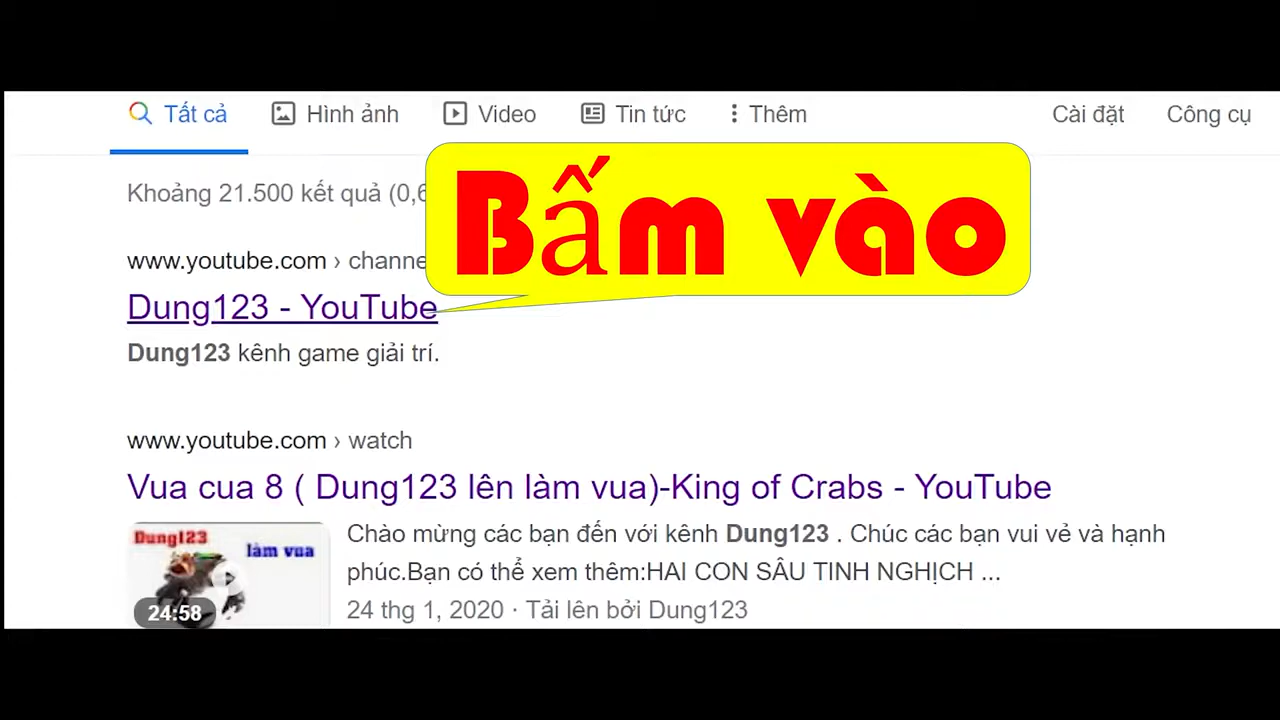 Tất cả Hình ảnh Video Tin tức Thêm Cài đặt Công cụ
Khoảng 21.500 kết quả (0,6
Bấm vào
www.youtube.com › channe
Dung123 - YouTube
Dung123 kênh game giải trí.
www.youtube.com › watch
Vua cua 8 ( Dung123 lên làm vua)-King of Crabs - YouTube
Dung123
làm vua
24:58
Chào mừng các bạn đến với kênh Dung123 . Chúc các bạn vui vẻ và hạnh
phúc.Bạn có thể xem thêm:HAI CON SÂU TINH NGHỊCH ...
24 thg 1, 2020 · Tải lên bởi Dung123